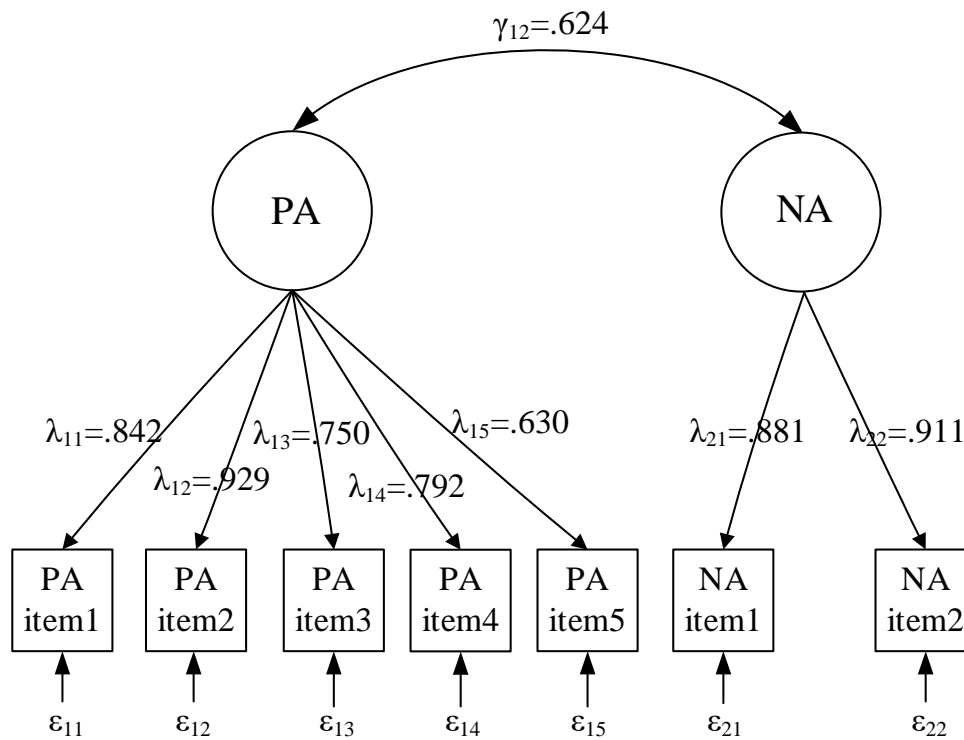 γ₁₂=.624
PA
NA
λ₁₁=.842
λ₁₂=.929
λ₁₃=.750
λ₁₄=.792
λ₁₅=.630
λ₂₁=.881
λ₂₂=.911
PA
item1
PA
item2
PA
item3
PA
item4
PA
item5
NA
item1
NA
item2
ε₁₁
ε₁₂
ε₁₃
ε₁₄
ε₁₅
ε₂₁
ε₂₂